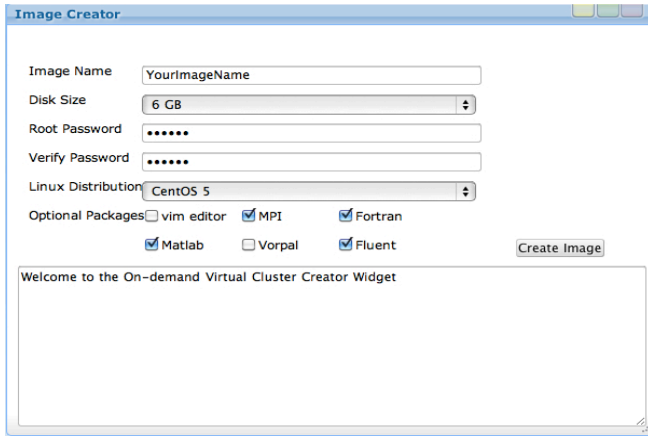 Image Creator
Image Name YourImageName
Disk Size 6 GB
Root Password ••••••
Verify Password ••••••
Linux Distribution CentOS 5
Optional Packages vim editor MPI Fortran
Matlab Vorpal Fluent Create Image
Welcome to the On-demand Virtual Cluster Creator Widget